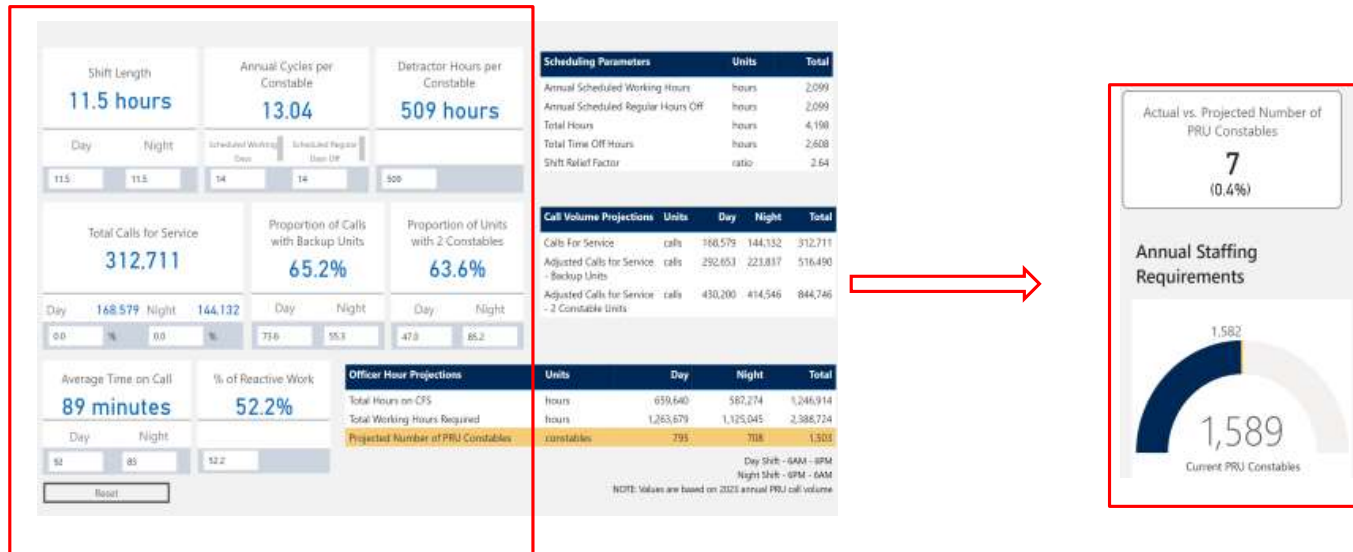 Shift Length
11.5 hours
Day Night
11.5 11.5
Annual Cycles per
Constable
13.04
Scheduled Working Scheduled Regular
Days Days Off
14 14
Detractor Hours per
Constable
509 hours
509
Scheduling Parameters Units Total
Annual Scheduled Working Hours hours 2,099
Annual Scheduled Regular Hours Off hours 2,099
Total Hours hours 4,198
Total Time Off Hours hours 2,608
Shift Relief Factor ratio 2.64
Total Calls for Service
312,711
Day 168,579 Night 144,132
0.0 % 0.0 %
Proportion of Calls
with Backup Units
65.2%
Day Night
73.6 55.3
Proportion of Units
with 2 Constables
63.6%
Day Night
47.0 85.2
Call Volume Projections Units Day Night Total
Calls For Service calls 168,579 144,132 312,711
Adjusted Calls for Service calls 292,653 223,837 516,490
- Backup Units
Adjusted Calls for Service calls 430,200 414,546 844,746
- 2 Constable Units
Average Time on Call
89 minutes
Day Night
92 85
% of Reactive Work
52.2%
52.2
Officer Hour Projections Units Day Night Total
Total Hours on CFS hours 659,640 587,274 1,246,914
Total Working Hours Required hours 1,263,679 1,125,045 2,388,724
Projected Number of PRU Constables constables 795 708 1,503
Day Shift - 6AM - 6PM
Night Shift - 6PM - 6AM
NOTE: Values are based on 2023 annual PRU call volume
Reset
Actual vs. Projected Number of
PRU Constables
7
(0.4%)
Annual Staffing
Requirements
1,582
1,589
Current PRU Constables